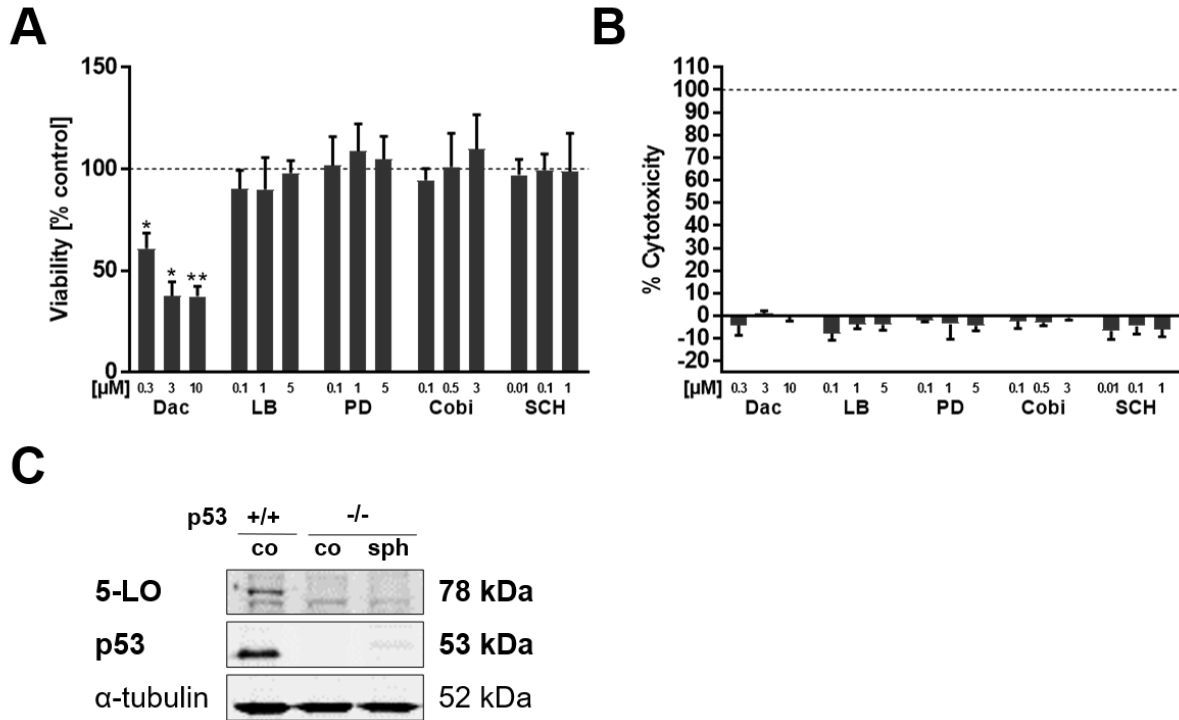 A
Viability [% control]
150
100
50
0
*
*
**
[µM] 0.3 3 10 0.1 1 5 0.1 1 5 0.1 0.5 3 0.01 0.1 1
Dac LB PD Cobi SCH
B
% Cytotoxicity
110
100
90
80
70
60
50
40
30
20
10
0
-10
-20
[µM] 0.3 3 10 0.1 1 5 0.1 1 5 0.1 0.5 3 0.01 0.1 1
Dac LB PD Cobi SCH
C
p53 +/+ -/-
co co sph
5-LO 78 kDa
p53 53 kDa
α-tubulin 52 kDa